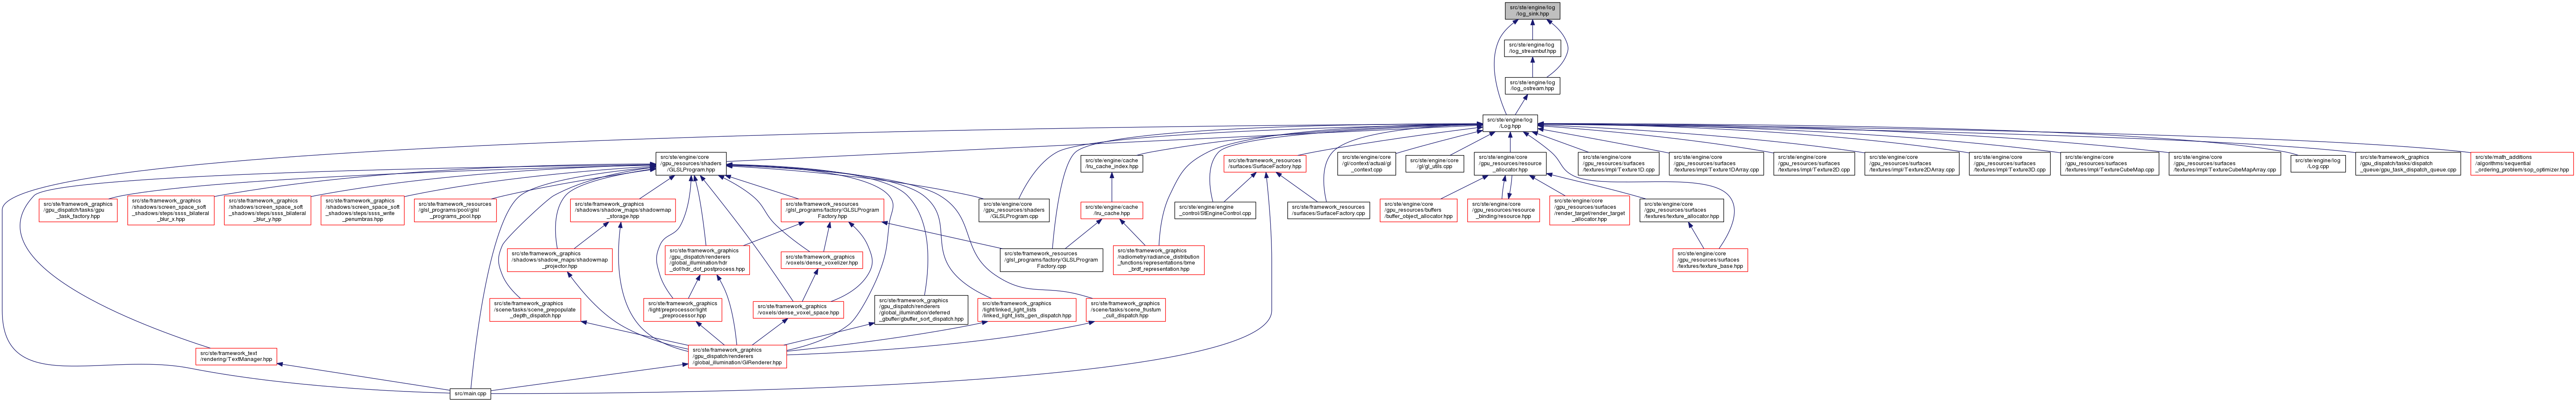 src/ste/engine/log
/log_sink.hpp
src/ste/engine/log
/log_streambuf.hpp
src/ste/engine/log
/log_ostream.hpp
src/ste/engine/log
/Log.hpp
src/ste/engine/core
/gpu_resources/shaders
/GLSLProgram.hpp
src/ste/engine/cache
/lru_cache_index.hpp
src/ste/framework_resources
/surfaces/SurfaceFactory.hpp
src/ste/engine/core
/gl/context/actual/gl
_context.cpp
src/ste/engine/core
/gl/gl_utils.cpp
src/ste/engine/core
/gpu_resources/resource
_allocator.hpp
src/ste/engine/core
/gpu_resources/surfaces
/textures/impl/Texture1D.cpp
src/ste/engine/core
/gpu_resources/surfaces
/textures/impl/Texture1DArray.cpp
src/ste/engine/core
/gpu_resources/surfaces
/textures/impl/Texture2D.cpp
src/ste/engine/core
/gpu_resources/surfaces
/textures/impl/Texture2DArray.cpp
src/ste/engine/core
/gpu_resources/surfaces
/textures/impl/Texture3D.cpp
src/ste/engine/core
/gpu_resources/surfaces
/textures/impl/TextureCubeMap.cpp
src/ste/engine/core
/gpu_resources/surfaces
/textures/impl/TextureCubeMapArray.cpp
src/ste/engine/log
/Log.cpp
src/ste/framework_graphics
/gpu_dispatch/tasks/dispatch
_queue/gpu_task_dispatch_queue.cpp
src/ste/math_additions
/algorithms/sequential
_ordering_problem/sop_optimizer.hpp
src/ste/framework_graphics
/gpu_dispatch/tasks/gpu
_task_factory.hpp
src/ste/framework_graphics
/shadows/screen_space_soft
_shadows/steps/ssss_bilateral
_blur_x.hpp
src/ste/framework_graphics
/shadows/screen_space_soft
_shadows/steps/ssss_bilateral
_blur_y.hpp
src/ste/framework_graphics
/shadows/screen_space_soft
_shadows/steps/ssss_write
_penumbras.hpp
src/ste/framework_resources
/glsl_programs/pool/glsl
_programs_pool.hpp
src/ste/framework_graphics
/shadows/shadow_maps/shadowmap
_storage.hpp
src/ste/framework_resources
/glsl_programs/factory/GLSLProgram
Factory.hpp
src/ste/engine/core
/gpu_resources/shaders
/GLSLProgram.cpp
src/ste/engine/cache
/lru_cache.hpp
src/ste/engine/engine
_control/StEngineControl.cpp
src/ste/framework_resources
/surfaces/SurfaceFactory.cpp
src/ste/engine/core
/gpu_resources/buffers
/buffer_object_allocator.hpp
src/ste/engine/core
/gpu_resources/resource
_binding/resource.hpp
src/ste/engine/core
/gpu_resources/surfaces
/render_target/render_target
_allocator.hpp
src/ste/engine/core
/gpu_resources/surfaces
/textures/texture_allocator.hpp
src/ste/framework_graphics
/shadows/shadow_maps/shadowmap
_projector.hpp
src/ste/framework_graphics
/gpu_dispatch/renderers
/global_illumination/hdr
_dof/hdr_dof_postprocess.hpp
src/ste/framework_graphics
/voxels/dense_voxelizer.hpp
src/ste/framework_resources
/glsl_programs/factory/GLSLProgram
Factory.cpp
src/ste/framework_graphics
/radiometry/radiance_distribution
_functions/representations/bme
_brdf_representation.hpp
src/ste/engine/core
/gpu_resources/surfaces
/textures/texture_base.hpp
src/ste/framework_graphics
/scene/tasks/scene_prepopulate
_depth_dispatch.hpp
src/ste/framework_graphics
/light/preprocessor/light
_preprocessor.hpp
src/ste/framework_graphics
/voxels/dense_voxel_space.hpp
src/ste/framework_graphics
/gpu_dispatch/renderers
/global_illumination/deferred
_gbuffer/gbuffer_sort_dispatch.hpp
src/ste/framework_graphics
/light/linked_light_lists
/linked_light_lists_gen_dispatch.hpp
src/ste/framework_graphics
/scene/tasks/scene_frustum
_cull_dispatch.hpp
src/ste/framework_text
/rendering/TextManager.hpp
src/ste/framework_graphics
/gpu_dispatch/renderers
/global_illumination/GIRenderer.hpp
src/main.cpp